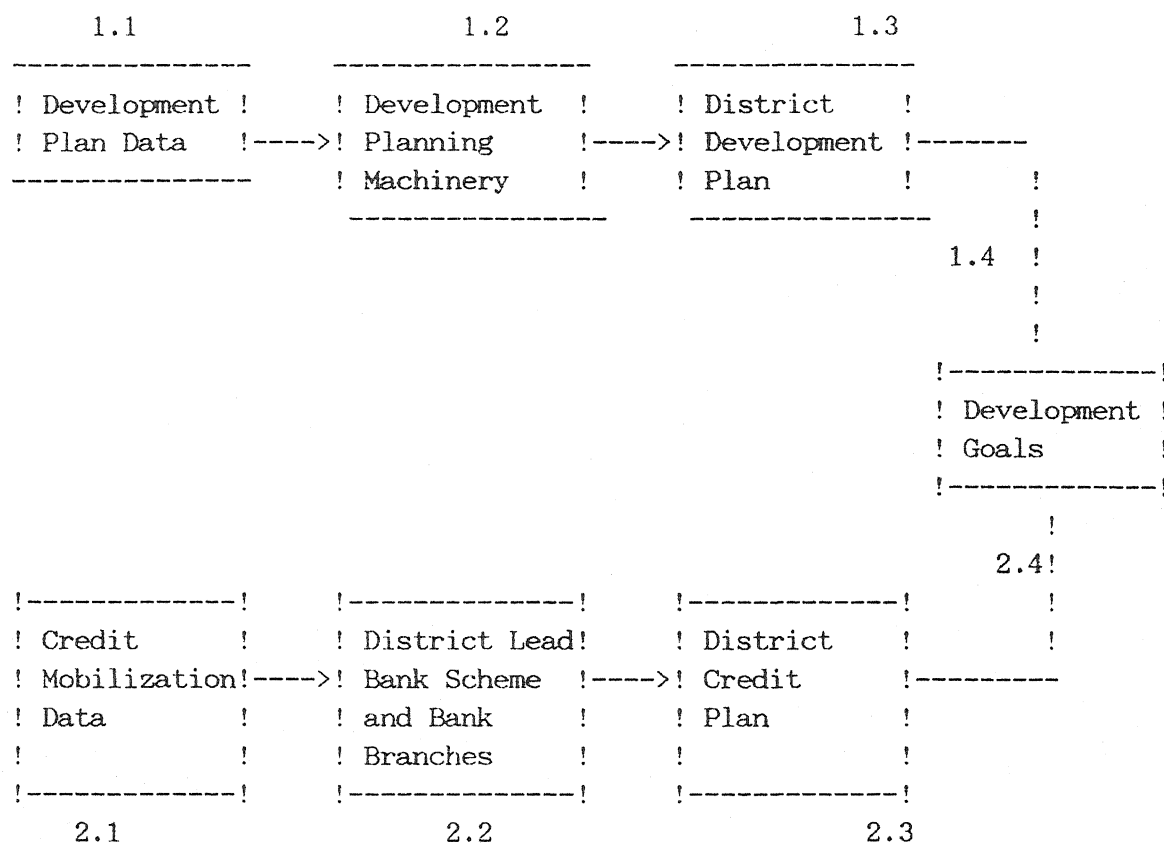 1.1 1.2 1.3
--------------- ---------------- ---------------
! Development ! ! Development ! ! District !
! Plan Data !---->! Planning !---->! Development !-------
--------------- ! Machinery ! ! Plan ! !
---------------- --------------- !
1.4 !
!
!
!-------------!
! Development !
! Goals !
!-------------!
!
2.4!
!-------------! !--------------! !-------------! !
! Credit ! ! District Lead! ! District ! !
! Mobilization!---->! Bank Scheme !---->! Credit !---------
! Data ! ! and Bank ! ! Plan !
! ! ! Branches ! ! !
!-------------! !--------------! !-------------!
2.1 2.2 2.3